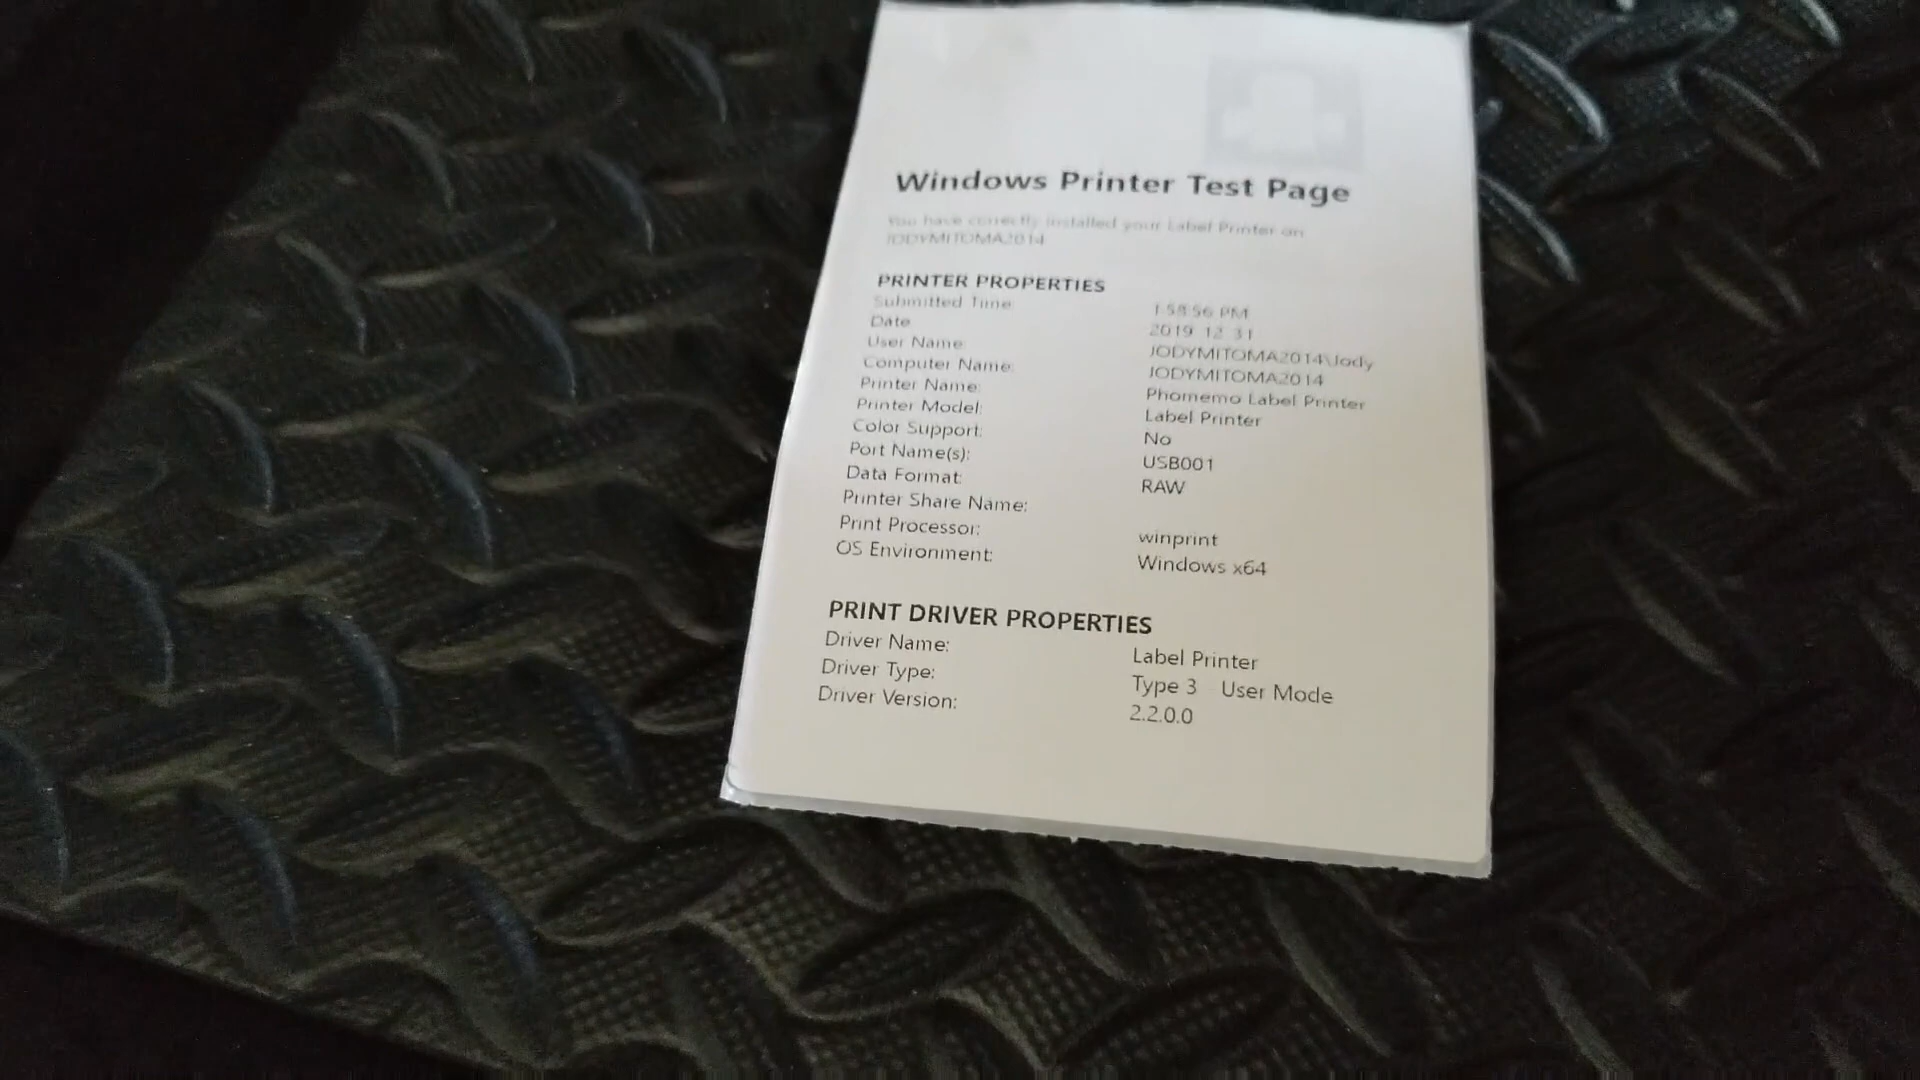 Windows Printer Test Page
You have correctly installed your Label Printer on
JODYMITOMA2014
PRINTER PROPERTIES
Submitted Time: 1:58:56 PM
Date 2019 12 31
User Name JODYMITOMA2014\Jody
Computer Name: JODYMITOMA2014
Printer Name: Phomemo Label Printer
Printer Model: Label Printer
Color Support: No
Port Name(s): USB001
Data Format: RAW
Printer Share Name:
Print Processor: winprint
OS Environment: Windows x64
PRINT DRIVER PROPERTIES
Driver Name: Label Printer
Driver Type: Type 3 User Mode
Driver Version: 2.2.0.0